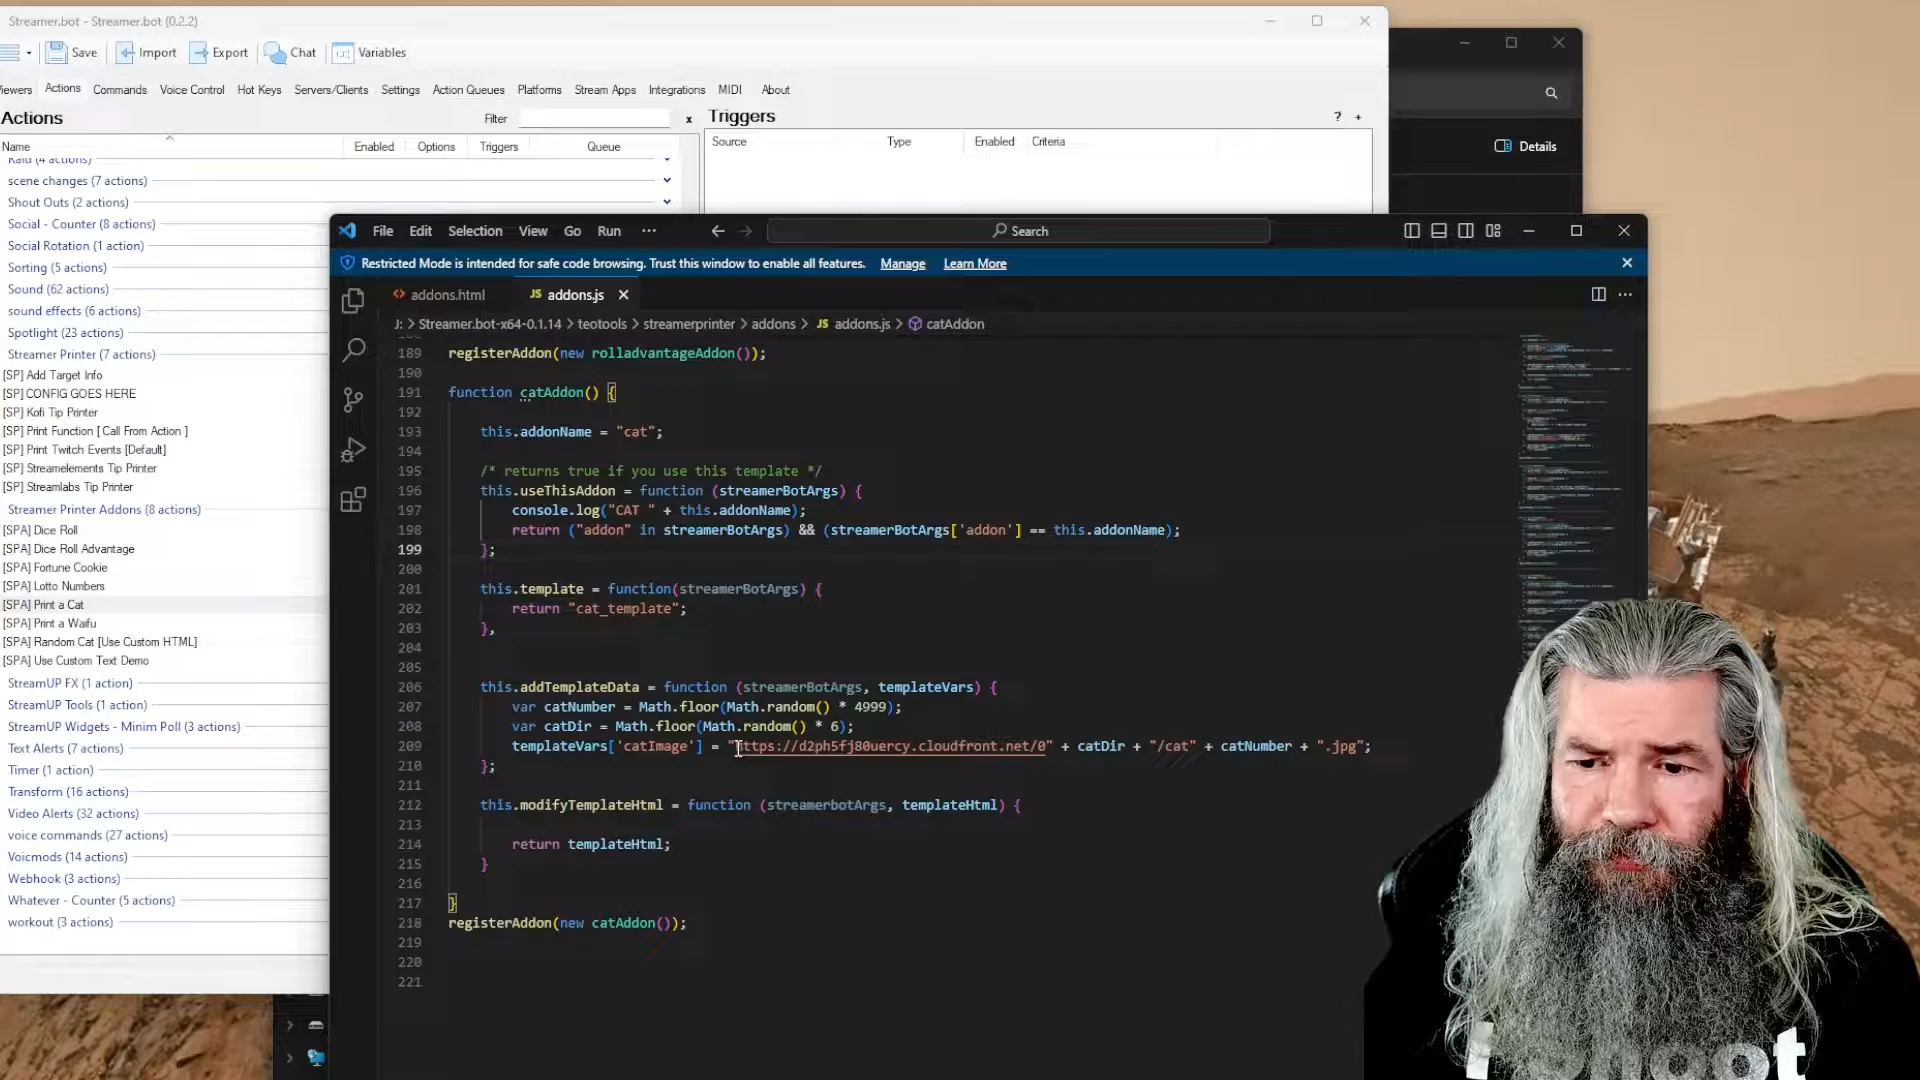 Streamer.bot - Streamer.bot (0.2.2)
Save Import Export Chat Variables
Actions Commands Voice Control Hot Keys Servers/Clients Settings Action Queues Platforms Stream Apps Integrations MIDI About
Actions Filter x
Name Enabled Options Triggers Queue
scene changes (7 actions)
Shout Outs (2 actions)
Social - Counter (8 actions)
Social Rotation (1 action)
Sorting (5 actions)
Sound (62 actions)
sound effects (6 actions)
Spotlight (23 actions)
Streamer Printer (7 actions)
[SP] Add Target Info
[SP] CONFIG GOES HERE
[SP] Kofi Tip Printer
[SP] Print Function [ Call From Action ]
[SP] Print Twitch Events [Default]
[SP] Streamelements Tip Printer
[SP] Streamlabs Tip Printer
Streamer Printer Addons (8 actions)
[SPA] Dice Roll
[SPA] Dice Roll Advantage
[SPA] Fortune Cookie
[SPA] Lotto Numbers
[SPA] Print a Cat
[SPA] Print a Waifu
[SPA] Random Cat [Use Custom HTML]
[SPA] Use Custom Text Demo
StreamUP FX (1 action)
StreamUP Tools (1 action)
StreamUP Widgets - Minim Poll (3 actions)
Text Alerts (7 actions)
Timer (1 action)
Transform (16 actions)
Video Alerts (32 actions)
voice commands (27 actions)
Voicmods (14 actions)
Webhook (3 actions)
Whatever - Counter (5 actions)
workout (3 actions)
Triggers ? +
Source Type Enabled Criteria
Details
File Edit Selection View Go Run ··· Search
Restricted Mode is intended for safe code browsing. Trust this window to enable all features. Manage Learn More
addons.html JS addons.js
J: > Streamer.bot-x64-0.1.14 > teotools > streamerprinter > addons > JS addons.js > catAddon
189 registerAddon(new rolladvantageAddon());
190
191 function catAddon() {
192
193 this.addonName = "cat";
194
195 /* returns true if you use this template */
196 this.useThisAddon = function (streamerBotArgs) {
197 console.log("CAT " + this.addonName);
198 return ("addon" in streamerBotArgs) && (streamerBotArgs['addon'] == this.addonName);
199 };
200
201 this.template = function(streamerBotArgs) {
202 return "cat_template";
203 },
204
205
206 this.addTemplateData = function (streamerBotArgs, templateVars) {
207 var catNumber = Math.floor(Math.random() * 4999);
208 var catDir = Math.floor(Math.random() * 6);
209 templateVars['catImage'] = "https://d2ph5fj80uercy.cloudfront.net/0" + catDir + "/cat" + catNumber + ".jpg";
210 };
211
212 this.modifyTemplateHtml = function (streamerbotArgs, templateHtml) {
213
214 return templateHtml;
215 }
216
217 }
218 registerAddon(new catAddon());
219
220
221